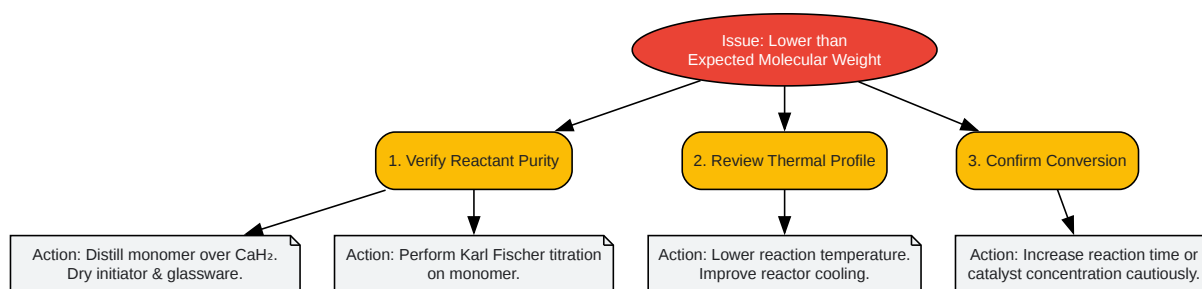 Issue: Lower than
Expected Molecular Weight
1. Verify Reactant Purity
2. Review Thermal Profile
3. Confirm Conversion
Action: Distill monomer over CaH₂.
Dry initiator & glassware.
Action: Perform Karl Fischer titration
on monomer.
Action: Lower reaction temperature.
Improve reactor cooling.
Action: Increase reaction time or
catalyst concentration cautiously.